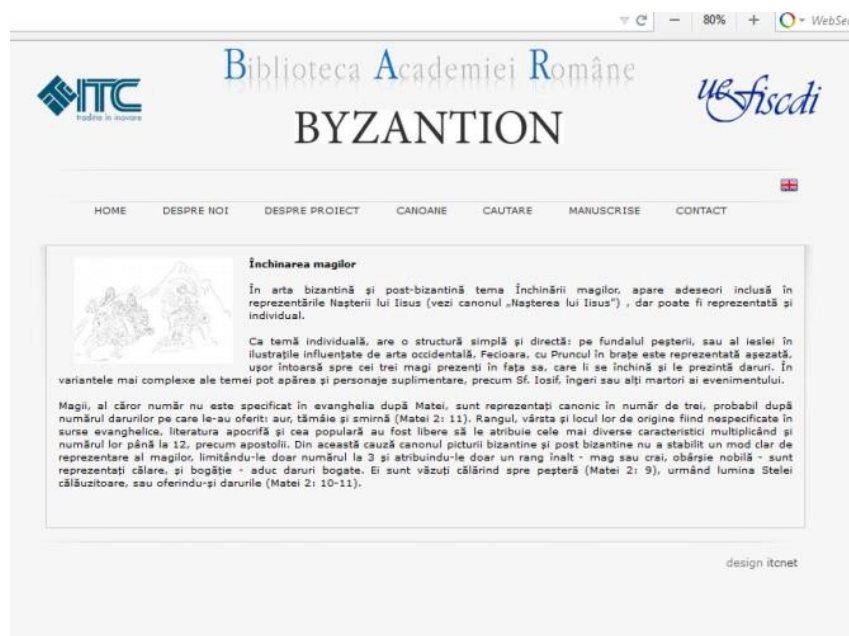 80%
WebSe
Biblioteca Academiei Române
ITC
tradiție în inovare
uefiscdi
BYZANTION
HOME DESPRE NOI DESPRE PROIECT CANOANE CAUTARE MANUSCRISE CONTACT
Închinarea magilor
În arta bizantină și post-bizantină tema Închinării magilor, apare adeseori inclusă în
reprezentările Nașterii lui Iisus (vezi canonul „Nașterea lui Iisus”) , dar poate fi reprezentată și
individual.
Ca temă individuală, are o structură simplă și directă: pe fundalul peșterii, sau al ieslei în
ilustrațiile influențate de arta occidentală, Fecioara, cu Pruncul în brațe este reprezentată așezată,
ușor întoarsă spre cei trei magi prezenți în fața sa, care li se închină și le prezintă daruri. În
variantele mai complexe ale temei pot apărea și personaje suplimentare, precum Sf. Iosif, îngeri sau alți martori ai evenimentului.
Magii, al căror număr nu este specificat în evanghelia după Matei, sunt reprezentați canonic în număr de trei, probabil după
numărul darurilor pe care le-au oferit: aur, tămâie și smirnă (Matei 2: 11). Rangul, vârsta și locul lor de origine fiind nespecificate în
surse evanghelice, literatura apocrifă și cea populară au fost libere să le atribuie cele mai diverse caracteristici multiplicând și
numărul lor până la 12, precum apostolii. Din această cauză canonul picturii bizantine și post bizantine nu a stabilit un mod clar de
reprezentare al magilor, limitându-le doar numărul la 3 și atribuindu-le doar un rang înalt - mag sau crai, obârșie nobilă - sunt
reprezentați călare, și bogăție - aduc daruri bogate. Ei sunt văzuți călărind spre peșteră (Matei 2: 9), urmând lumina Stelei
călăuzitoare, sau oferindu-și darurile (Matei 2: 10-11).
design itcnet